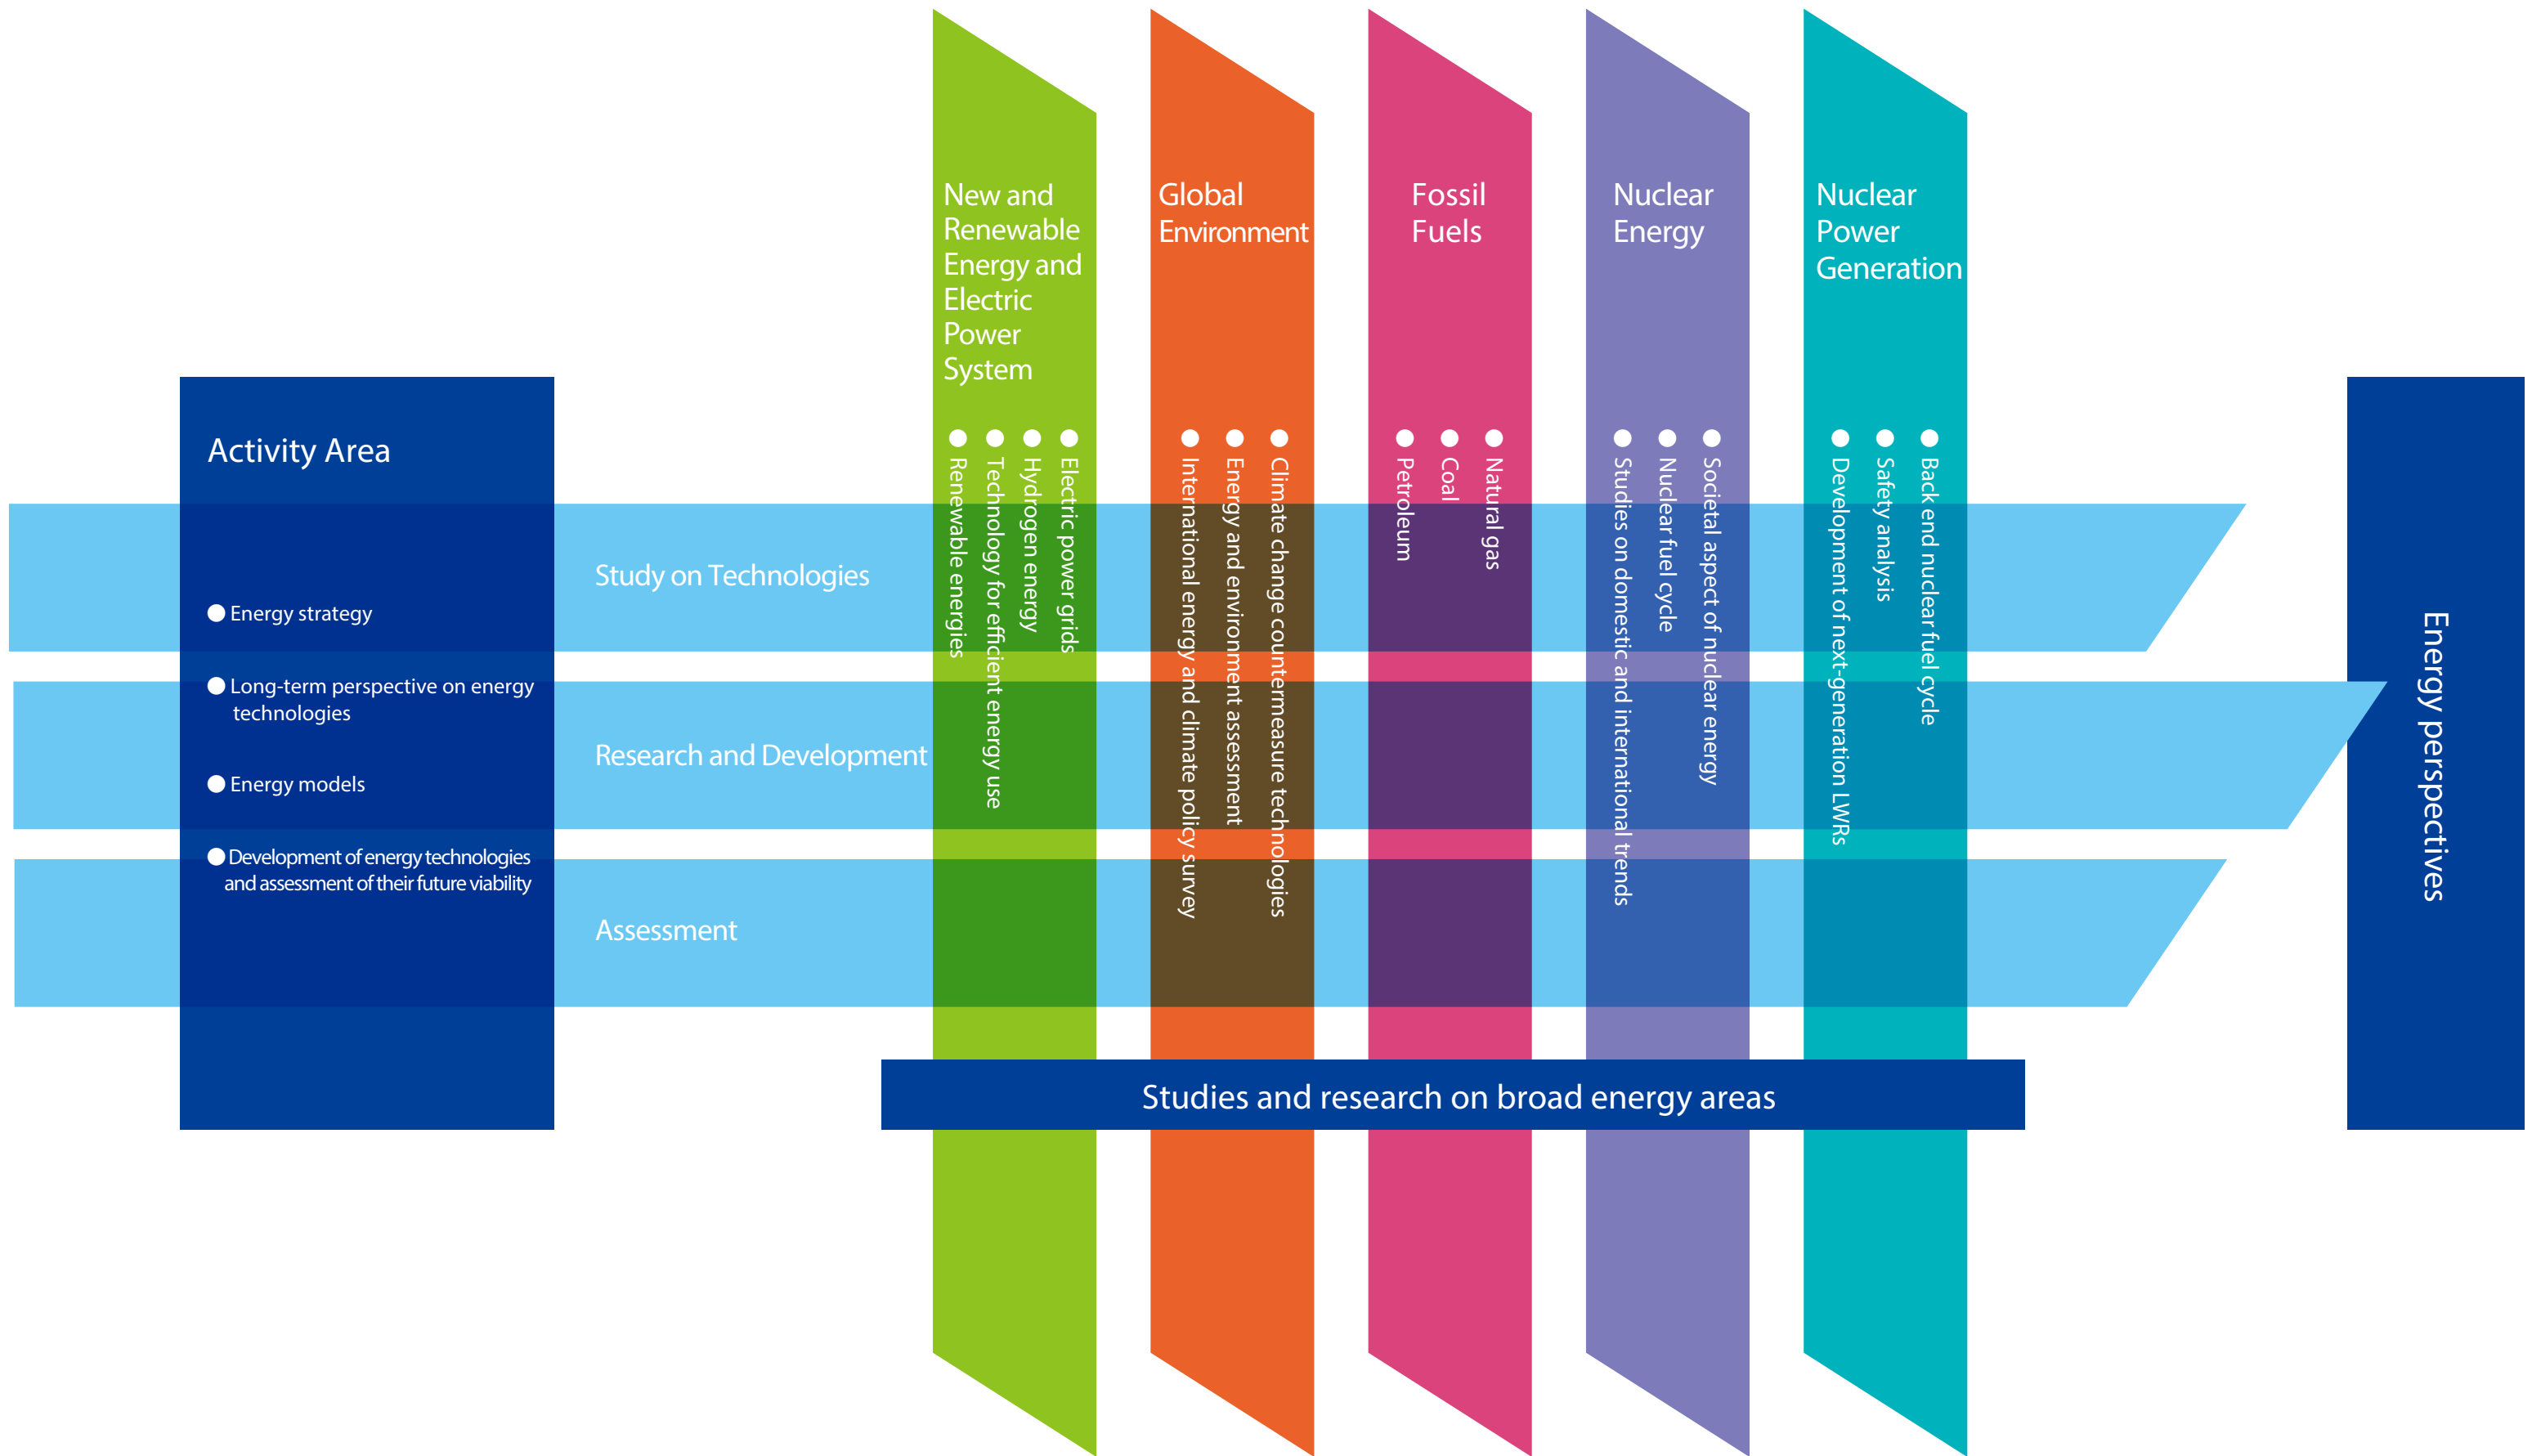 New and
Renewable
Energy and
Electric
Power
System
Global
Environment
Fossil
Fuels
Nuclear
Energy
Nuclear
Power
Generation
Activity Area
● Energy strategy
● Long-term perspective on energy
technologies
● Energy models
● Development of energy technologies
and assessment of their future viability
Study on Technologies
Research and Development
Assessment
● Electric power grids
● Hydrogen energy
● Technology for efficient energy use
● Renewable energies
● Climate change countermeasure technologies
● Energy and environment assessment
● International energy and climate policy survey
● Natural gas
● Coal
● Petroleum
● Societal aspect of nuclear energy
● Nuclear fuel cycle
● Studies on domestic and international trends
● Back end nuclear fuel cycle
● Safety analysis
● Development of next-generation LWRs
Energy perspectives
Studies and research on broad energy areas